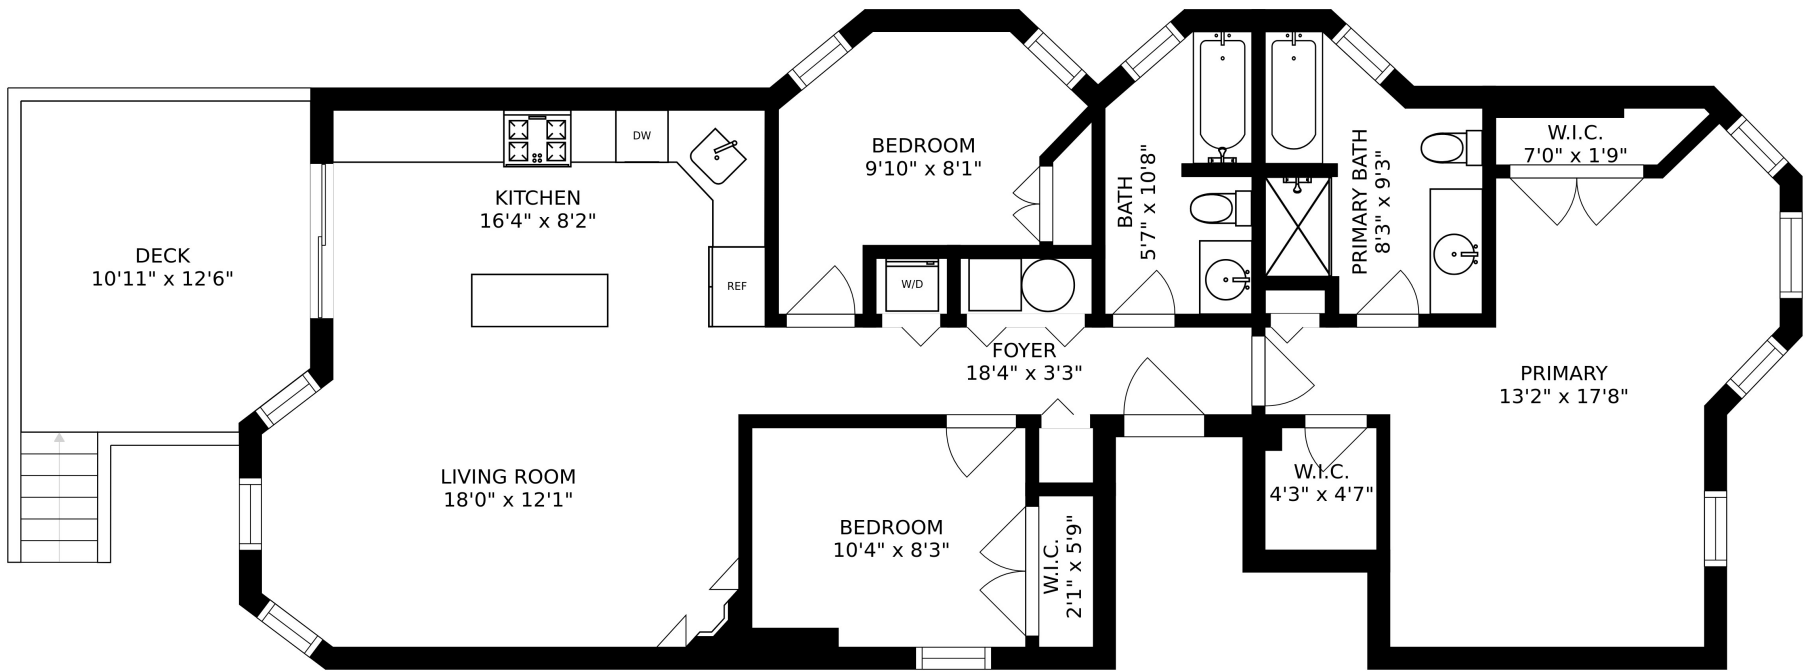 DECK
10'11" x 12'6"
KITCHEN
16'4" x 8'2"
DW
REF
LIVING ROOM
18'0" x 12'1"
BEDROOM
9'10" x 8'1"
W/D
FOYER
18'4" x 3'3"
BEDROOM
10'4" x 8'3"
W.I.C.
2'1" x 5'9"
BATH
5'7" x 10'8"
PRIMARY BATH
8'3" x 9'3"
W.I.C.
7'0" x 1'9"
PRIMARY
13'2" x 17'8"
W.I.C.
4'3" x 4'7"